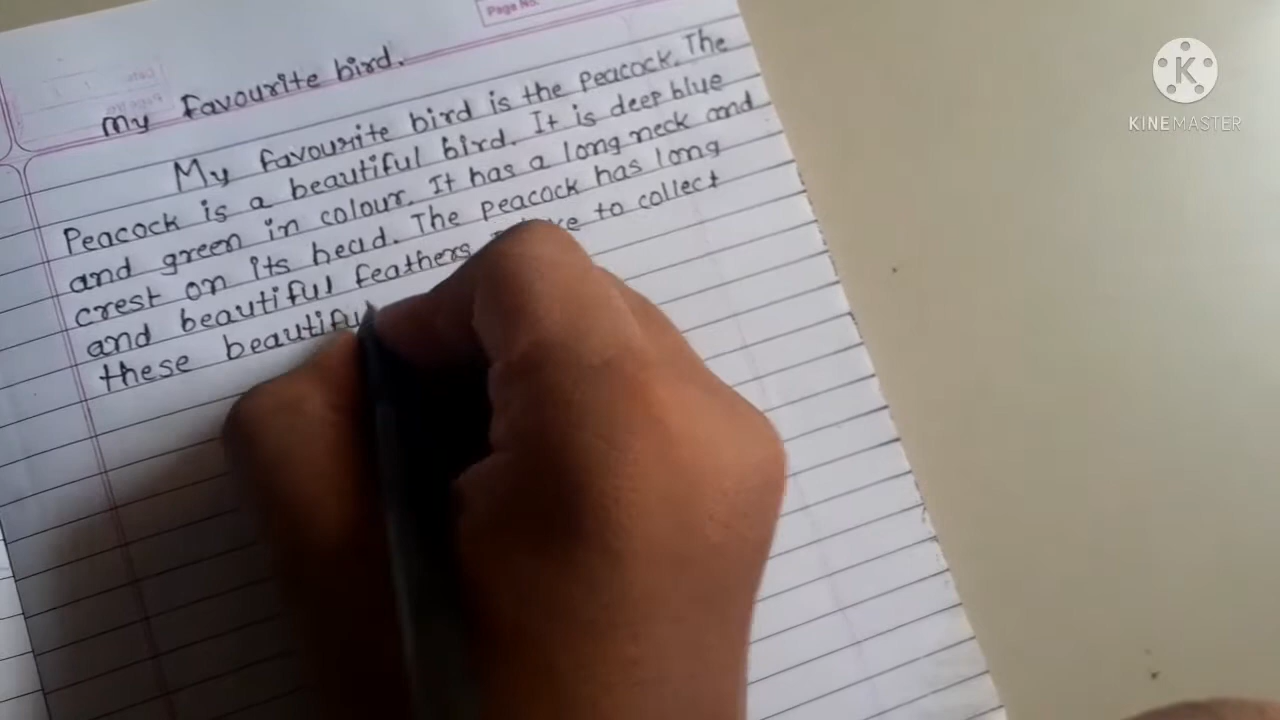 Page No.
My Favourite bird.
My favourite bird is the peacock. The
Peacock is a beautiful bird. It is deep blue
and green in colour. It has a long neck and
crest on its head. The peacock has long
and beautiful feathers to collect
these beautifu
KINEMASTER